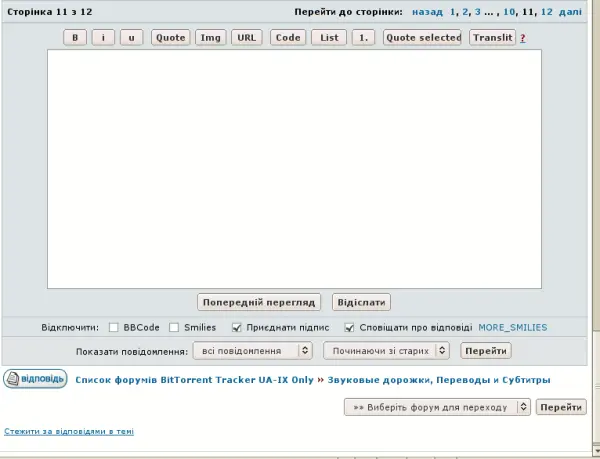 Сторінка 11 з 12 Перейти до сторінки: назад 1, 2, 3 ... , 10, 11, 12 далі
B i u Quote Img URL Code List 1. Quote selected Translit ?
Попередній перегляд Відіслати
Відключити: BBCode Smilies Приєднати підпис Сповіщати про відповіді MORE_SMILIES
Показати повідомлення: всі повідомлення Починаючи зі старих Перейти
відповідь Список форумів BitTorrent Tracker UA-IX Only » Звуковые дорожки, Переводы и Субтитры
»» Виберіть форум для переходу Перейти
Стежити за відповідями в темі